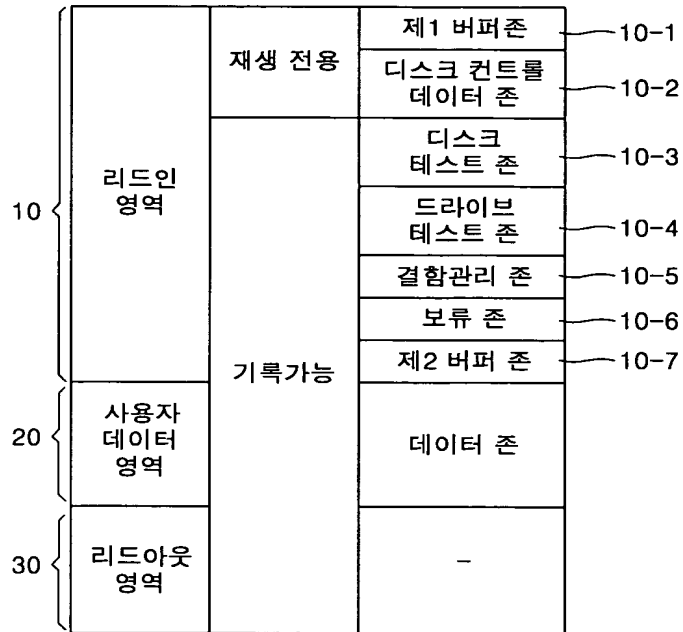 재생 전용
제1 버퍼존
10-1
디스크 컨트롤
데이터 존
10-2
10
리드인
영역
디스크
테스트 존
10-3
드라이브
테스트 존
10-4
결함관리 존
10-5
보류 존
10-6
기록가능
제2 버퍼 존
10-7
20
사용자
데이터
영역
데이터 존
30
리드아웃
영역
–